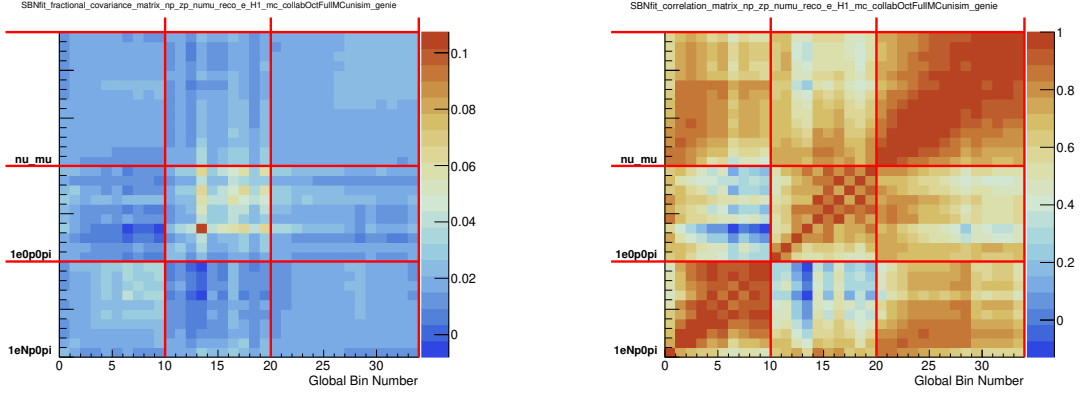 SBNfit_fractional_covariance_matrix_np_zp_numu_reco_e_H1_mc_collabOctFullMCunisim_genie
0.1
0.08
0.06
0.04
0.02
0
nu_mu
1e0p0pi
1eNp0pi
0 5 10 15 20 25 30
Global Bin Number
SBNfit_correlation_matrix_np_zp_numu_reco_e_H1_mc_collabOctFullMCunisim_genie
1
0.8
0.6
0.4
0.2
0
nu_mu
1e0p0pi
1eNp0pi
0 5 10 15 20 25 30
Global Bin Number